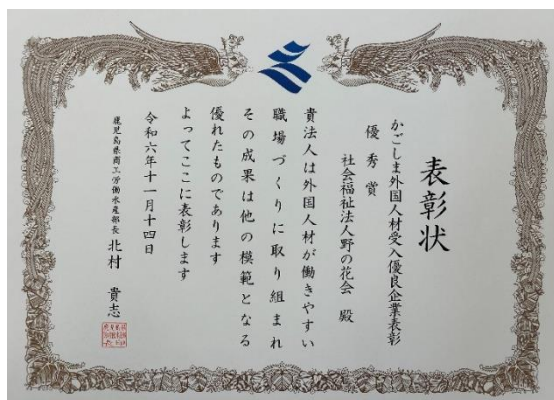 表彰状
かごしま外国人材受入優良企業表彰
優秀賞
社会福祉法人野の花会 殿
貴法人は外国人材が働きやすい
職場づくりに取り組まれ
その成果は他の模範となる
優れたものであります
よってここに表彰します
令和六年十一月十四日
鹿児島県商工労働水産部長 北村 貴志